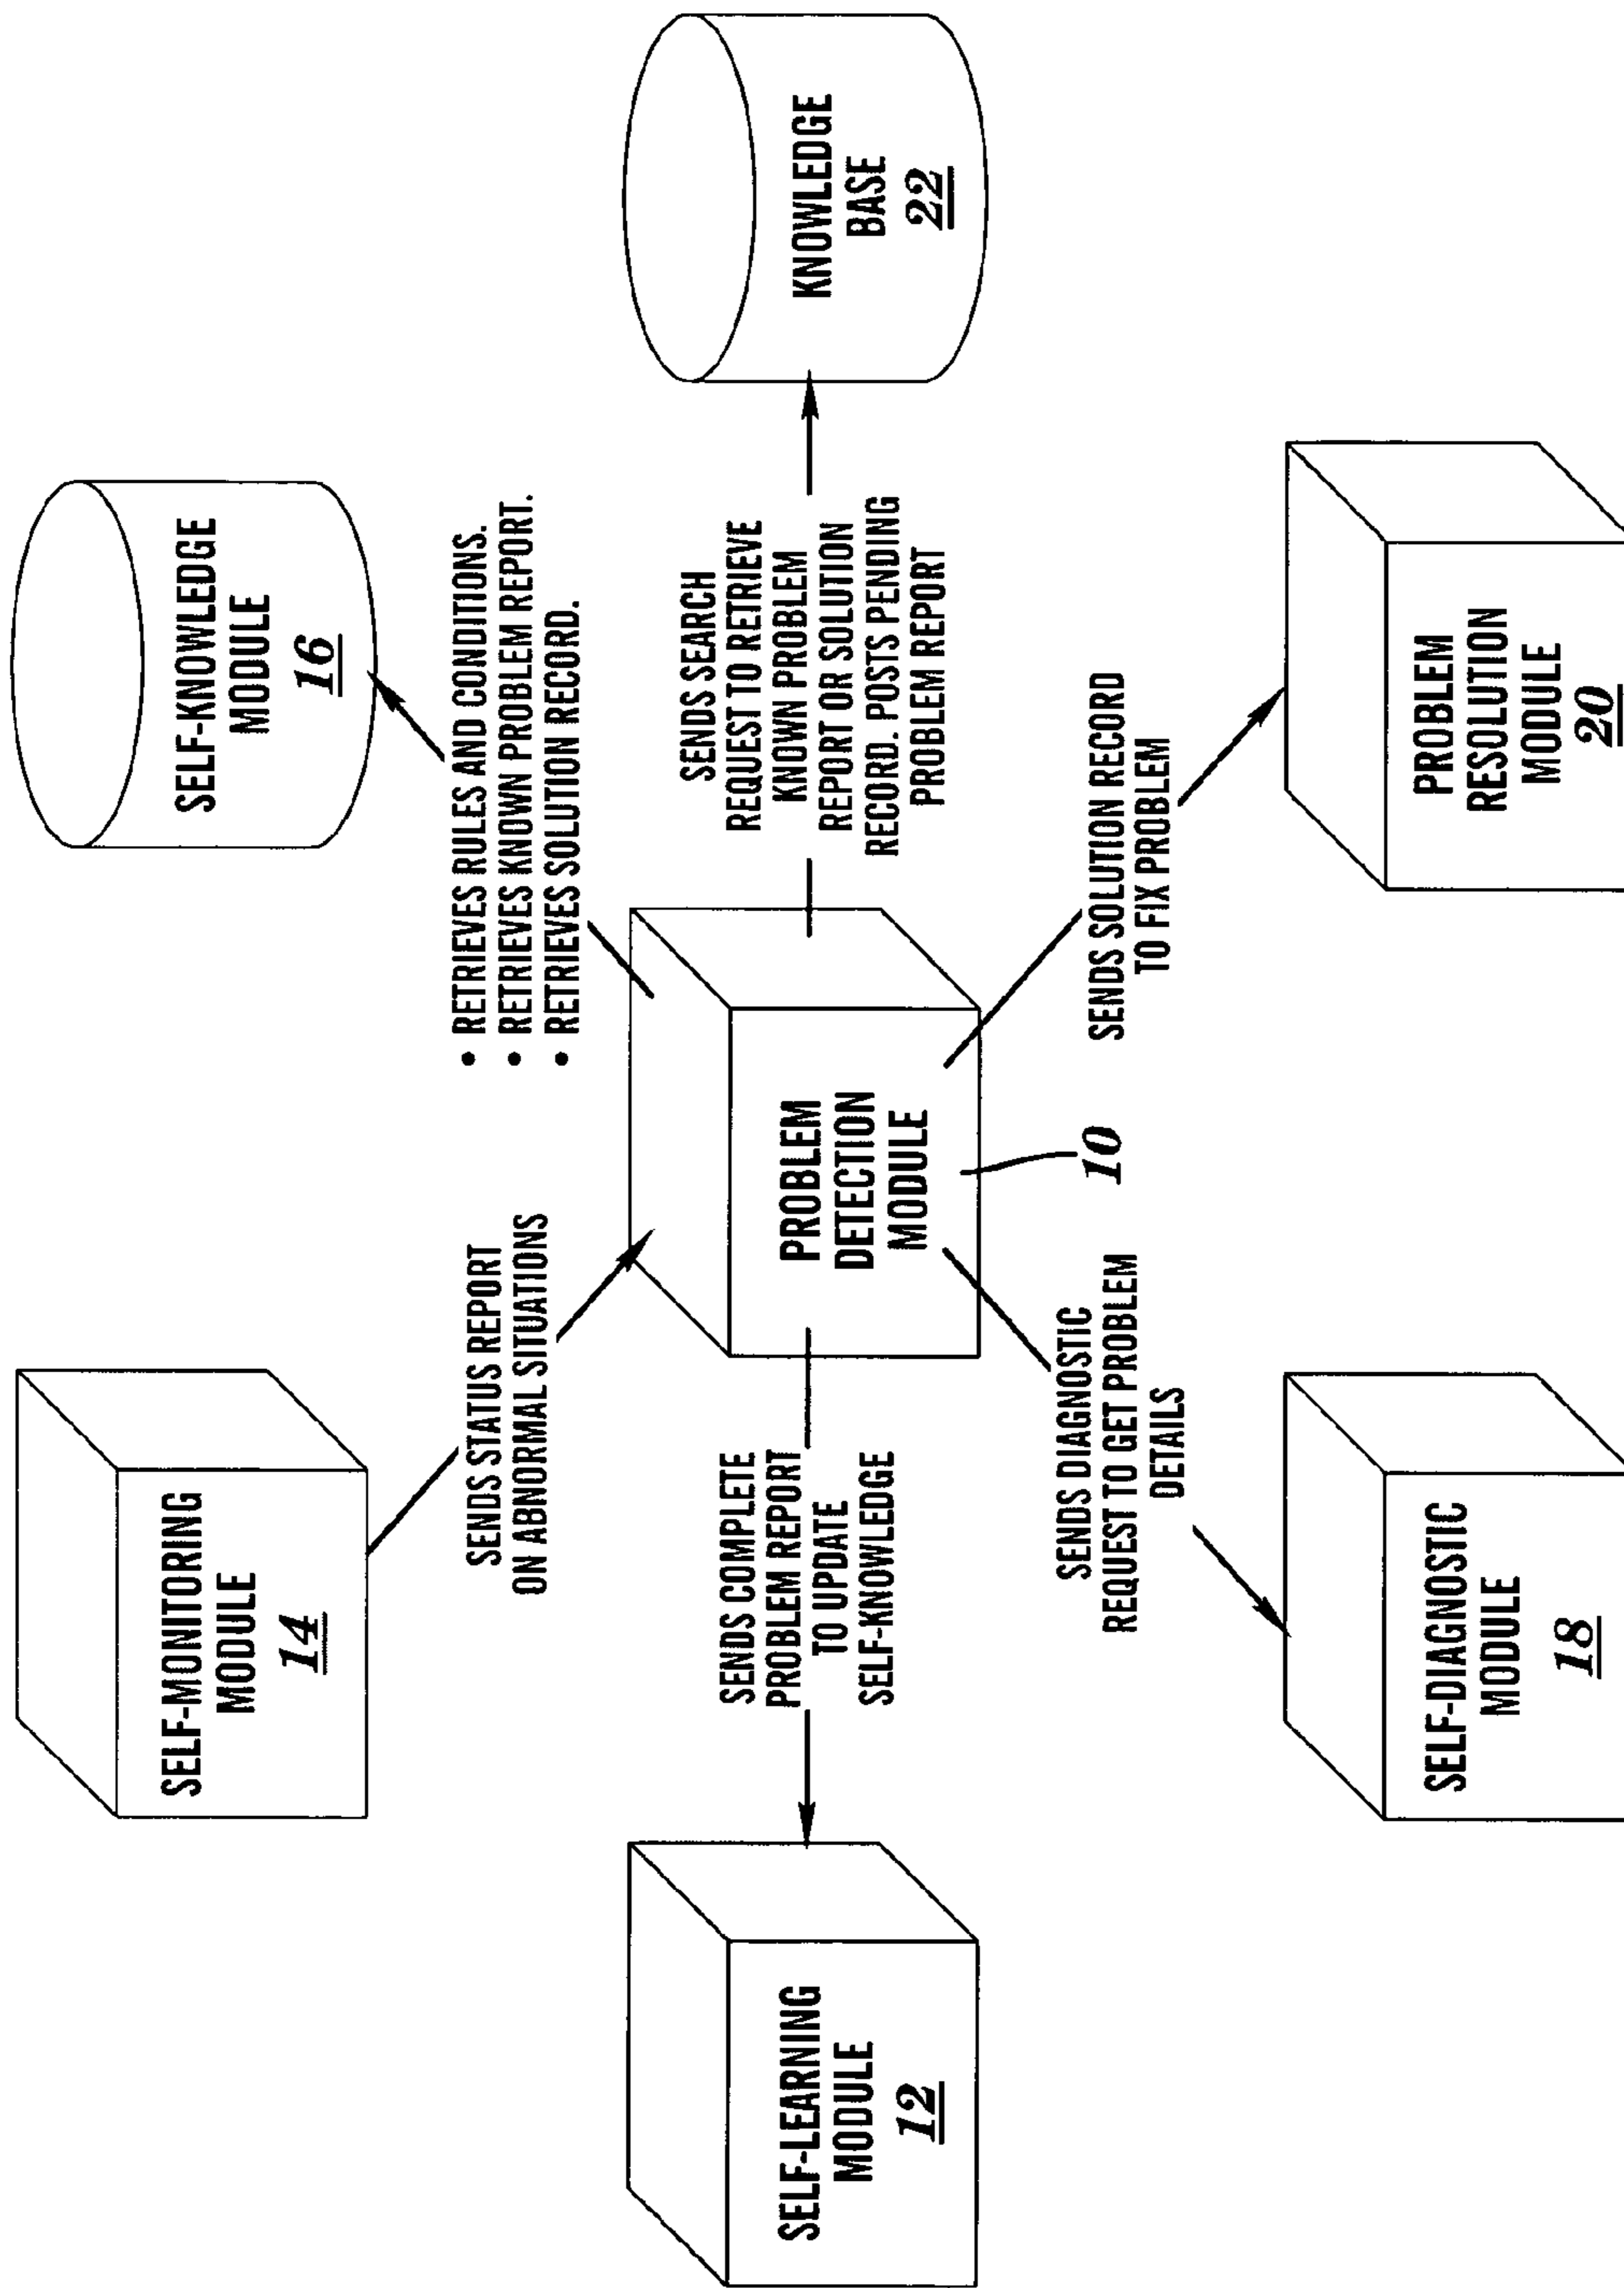 SELF-MONITORING
MODULE
14
SELF-KNOWLEDGE
MODULE
16
SENDS STATUS REPORT
ON ABNORMAL SITUATIONS
• RETRIEVES RULES AND CONDITIONS.
• RETRIEVES KNOWN PROBLEM REPORT.
• RETRIEVES SOLUTION RECORD.
SELF-LEARNING
MODULE
12
SENDS COMPLETE
PROBLEM REPORT
TO UPDATE
SELF-KNOWLEDGE
PROBLEM
DETECTION
MODULE
10
SENDS SEARCH
REQUEST TO RETRIEVE
KNOWN PROBLEM
REPORT OR SOLUTION
RECORD. POSTS PENDING
PROBLEM REPORT
KNOWLEDGE
BASE
22
SENDS DIAGNOSTIC
REQUEST TO GET PROBLEM
DETAILS
SENDS SOLUTION RECORD
TO FIX PROBLEM
SELF-DIAGNOSTIC
MODULE
18
PROBLEM
RESOLUTION
MODULE
20